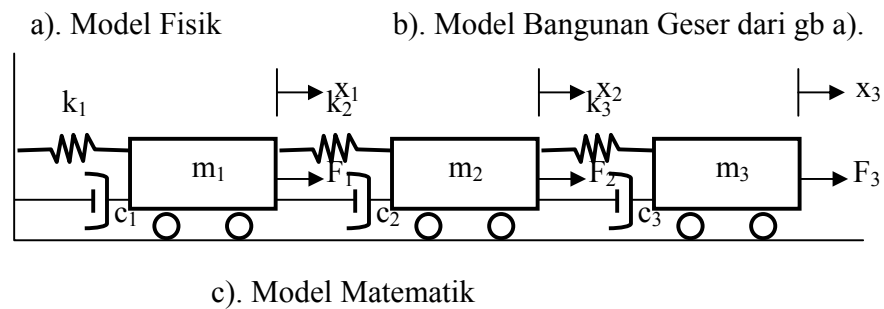 a). Model Fisik b). Model Bangunan Geser dari gb a).
x₁ x₂ x₃
k₁ k₂ k₃
m₁ F₁ m₂ F₂ m₃ F₃
c₁ c₂ c₃
c). Model Matematik